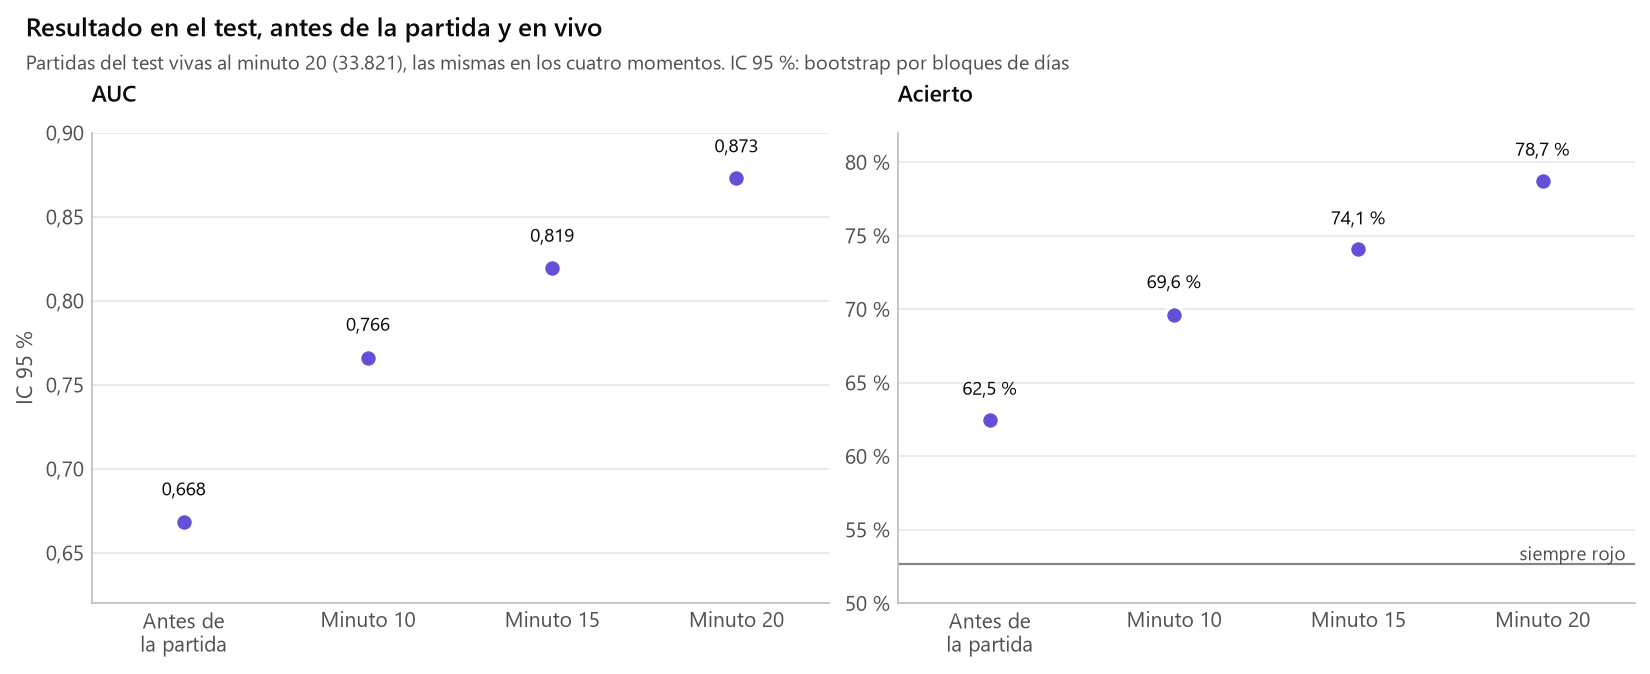 Resultado en el test, antes de la partida y en vivo
Partidas del test vivas al minuto 20 (33.821), las mismas en los cuatro momentos. IC 95 %: bootstrap por bloques de días
AUC
IC 95 %
0,90
0,85
0,80
0,75
0,70
0,65
0,668
0,766
0,819
0,873
Antes de
la partida
Minuto 10
Minuto 15
Minuto 20
Acierto
80 %
75 %
70 %
65 %
60 %
55 %
50 %
62,5 %
69,6 %
74,1 %
78,7 %
siempre rojo
Antes de
la partida
Minuto 10
Minuto 15
Minuto 20